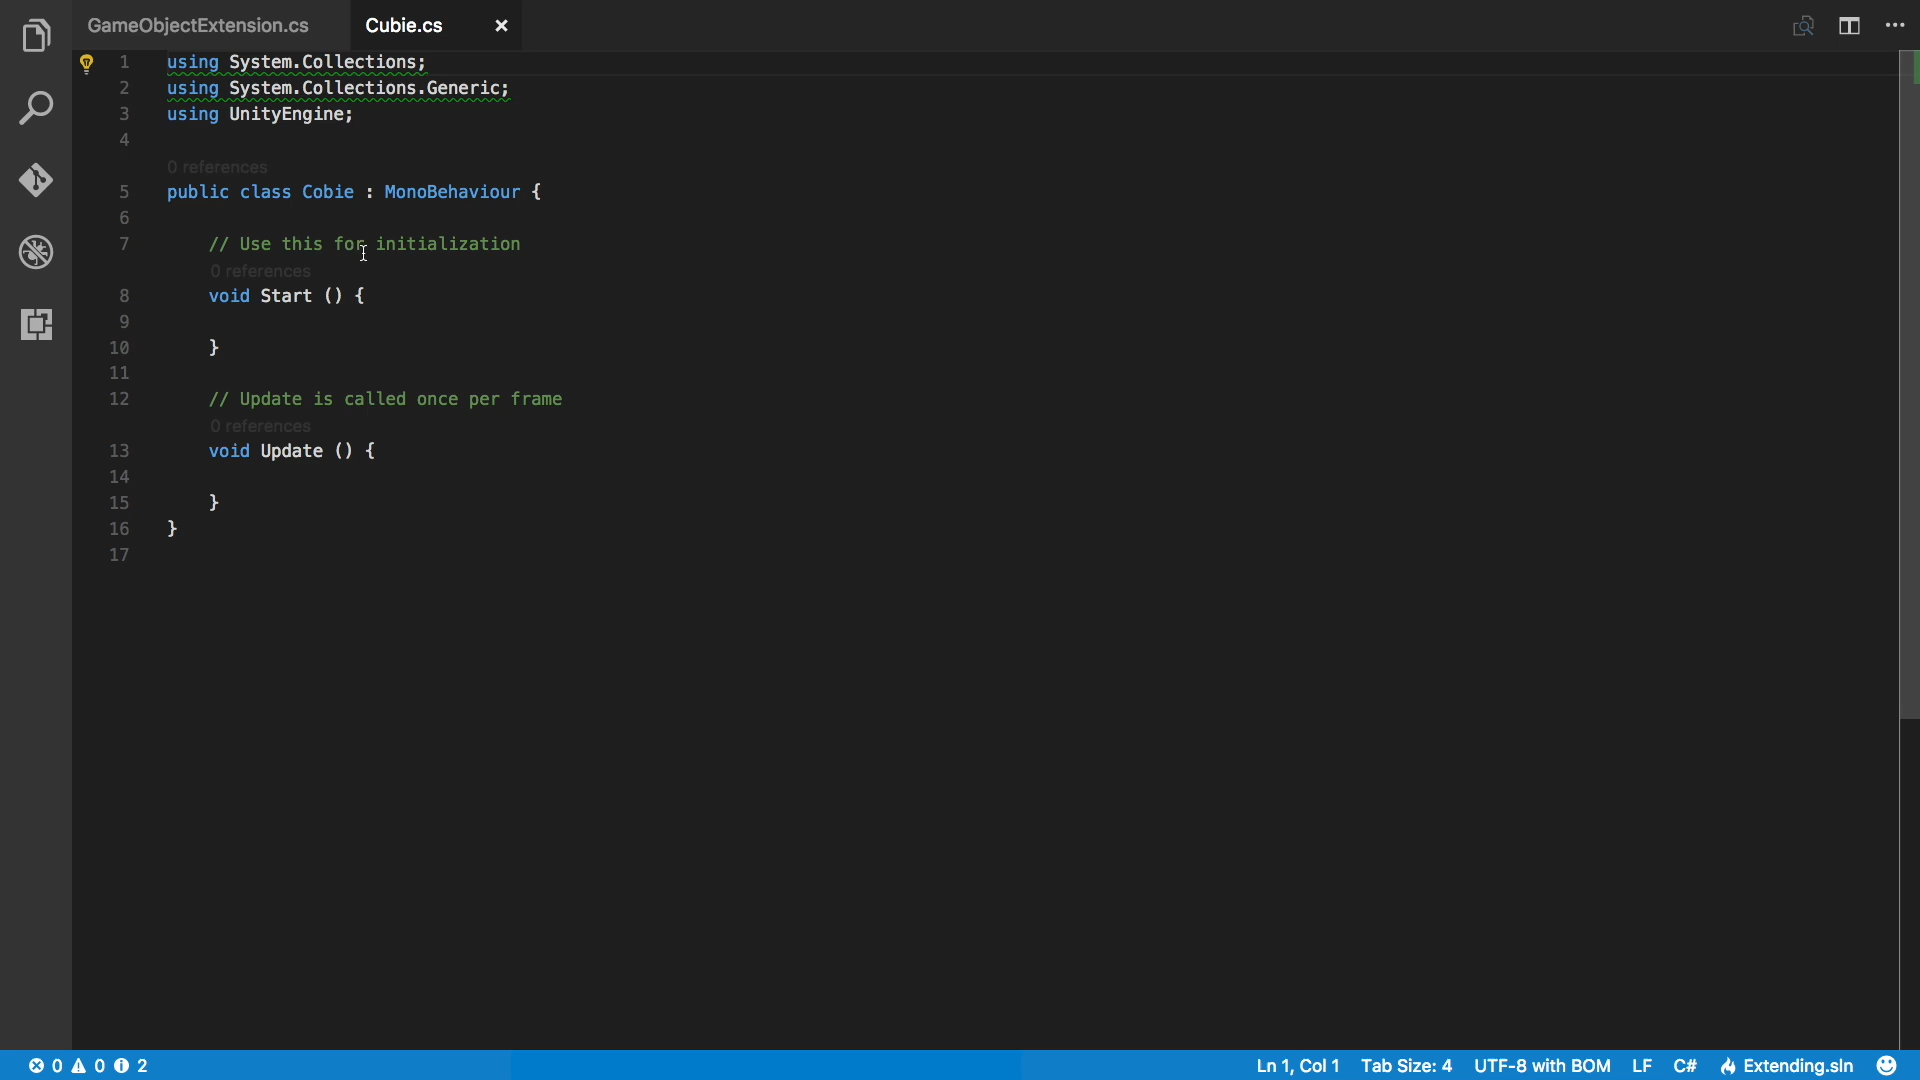 GameObjectExtension.cs Cubie.cs
1 using System.Collections;
2 using System.Collections.Generic;
3 using UnityEngine;
4
0 references
5 public class Cobie : MonoBehaviour {
6
7 // Use this for initialization
0 references
8 void Start () {
9
10 }
11
12 // Update is called once per frame
0 references
13 void Update () {
14
15 }
16 }
17
0 0 2 Ln 1, Col 1 Tab Size: 4 UTF-8 with BOM LF C# Extending.sln